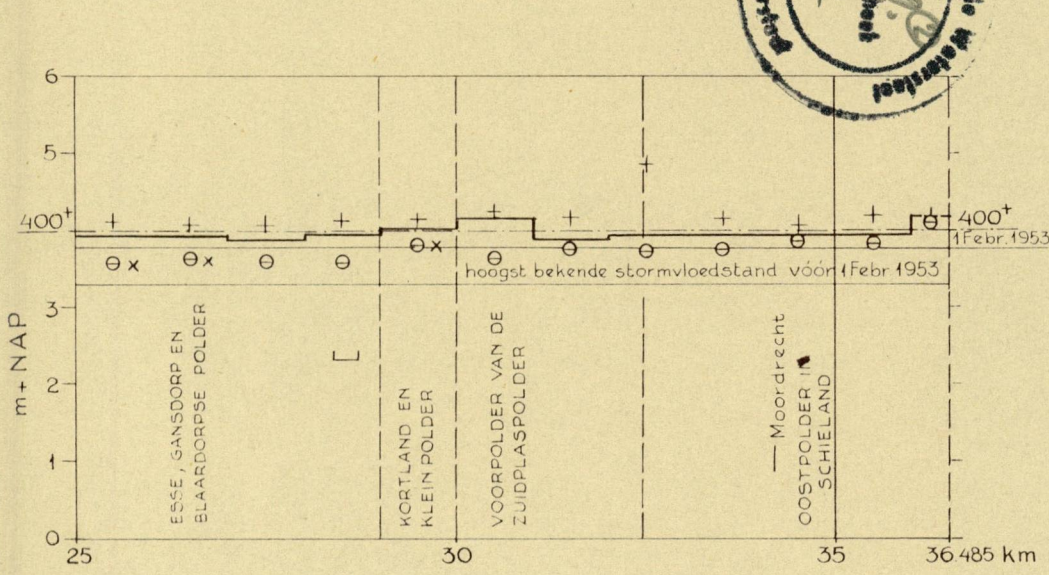 ie Waterstaat
6
5
400+
400+
1 Febr. 1953
hoogst bekende stormvloedstand vóór 1 Febr 1953
3
2
1
0
m + NAP
ESSE, GANSDORP EN
BLAARDORPSE POLDER
KORTLAND EN
KLEIN POLDER
VOORPOLDER VAN DE
ZUIDPLASPOLDER
Moordrecht
OOSTPOLDER IN
SCHIELAND
25
30
35
36.485 km